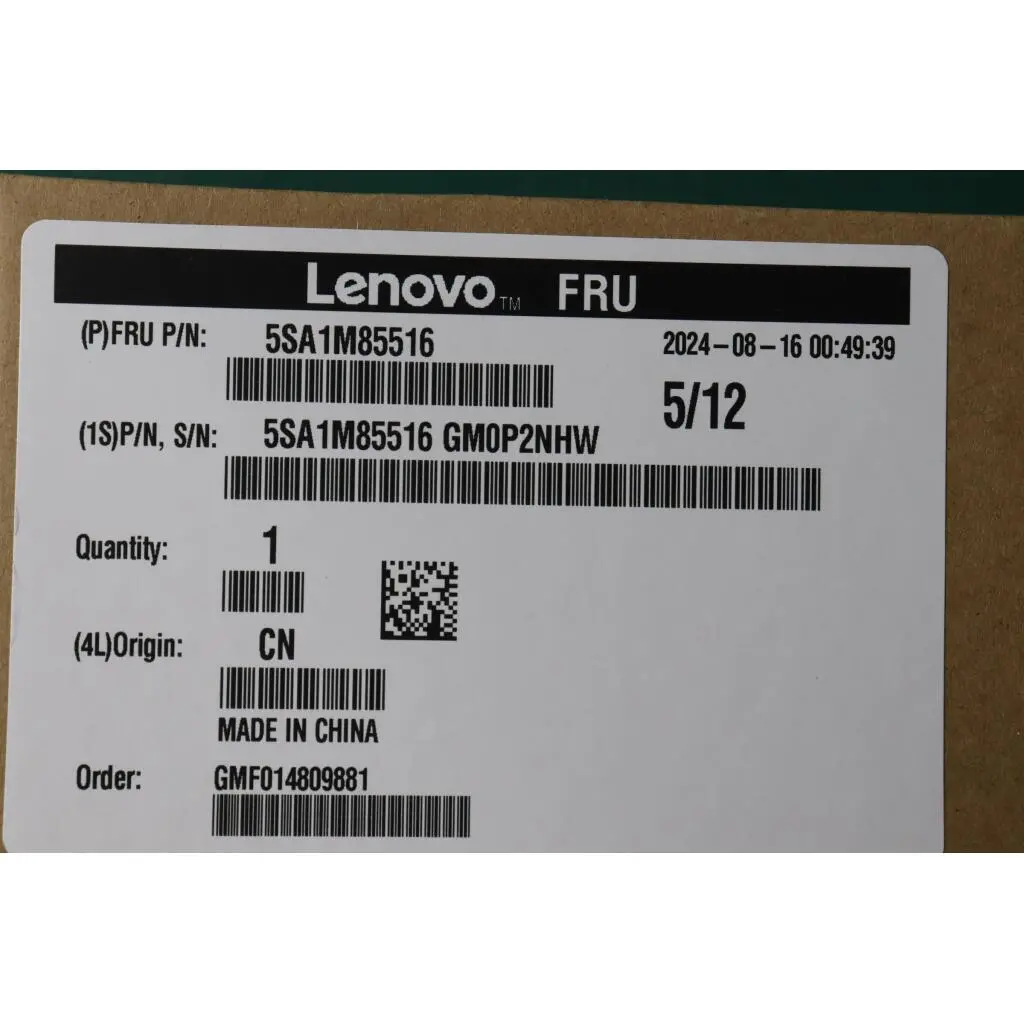 Lenovo™ FRU
(P)FRU P/N: 5SA1M85516
2024-08-16 00:49:39
5/12
(1S)P/N, S/N: 5SA1M85516 GM0P2NHW
Quantity: 1
(4L)Origin: CN
MADE IN CHINA
Order: GMF014809881